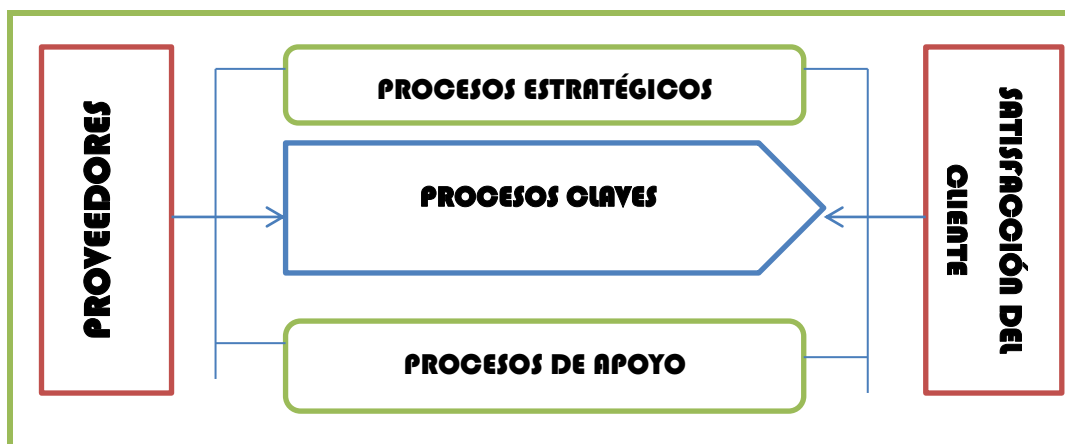 PROVEEDORES
PROCESOS ESTRATÉGICOS
PROCESOS CLAVES
PROCESOS DE APOYO
SATISFACCIÓN DEL
CLIENTE